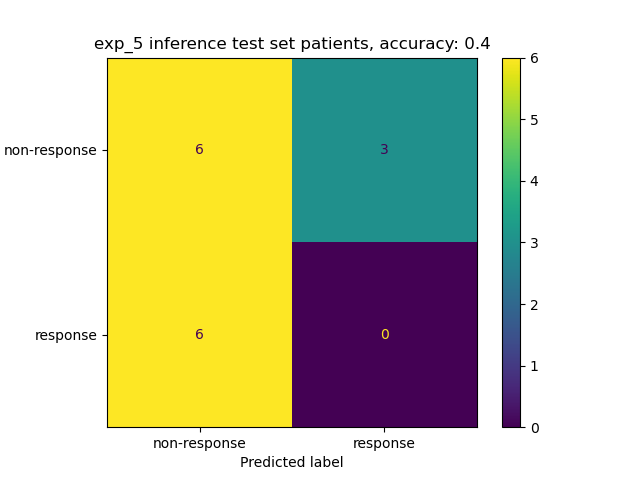 exp_5 inference test set patients, accuracy: 0.4
non-response
response
6
3
6
0
non-response
response
Predicted label
6
5
4
3
2
1
0